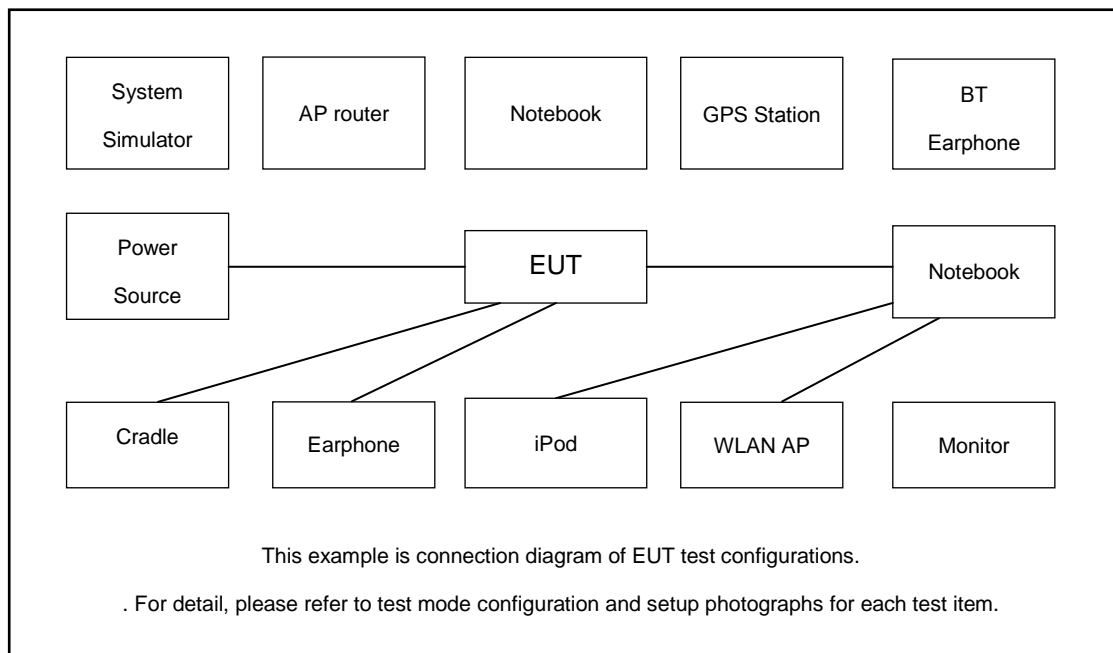 System
Simulator
AP router
Notebook
GPS Station
BT
Earphone
Power
Source
EUT
Notebook
Cradle
Earphone
iPod
WLAN AP
Monitor
This example is connection diagram of EUT test configurations.
. For detail, please refer to test mode configuration and setup photographs for each test item.